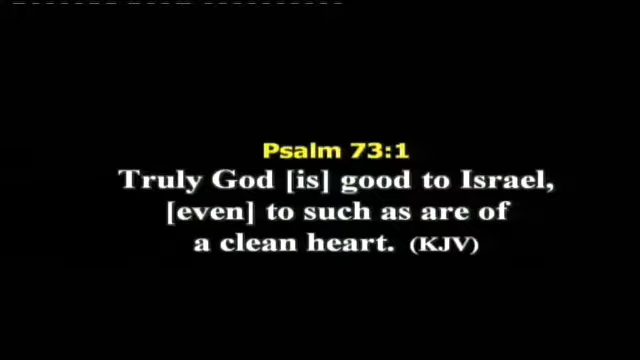 Psalm 73:1
Truly God [is] good to Israel,
[even] to such as are of
a clean heart. (KJV)